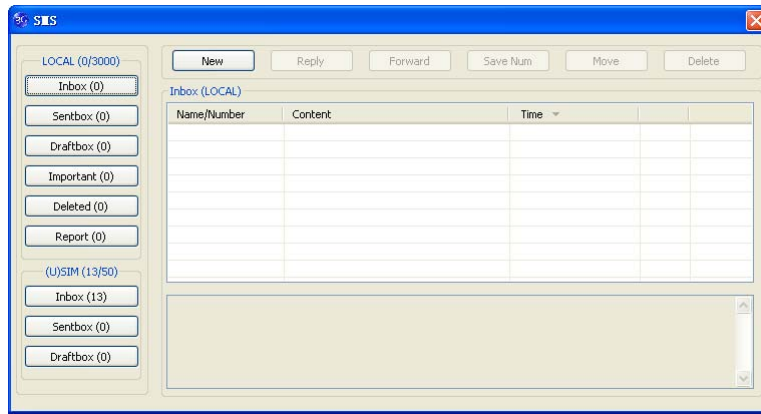 3G SMS
LOCAL (0/3000)
Inbox (0)
Sentbox (0)
Draftbox (0)
Important (0)
Deleted (0)
Report (0)
(U)SIM (13/50)
Inbox (13)
Sentbox (0)
Draftbox (0)
New Reply Forward Save Num Move Delete
Inbox (LOCAL)
Name/Number Content Time